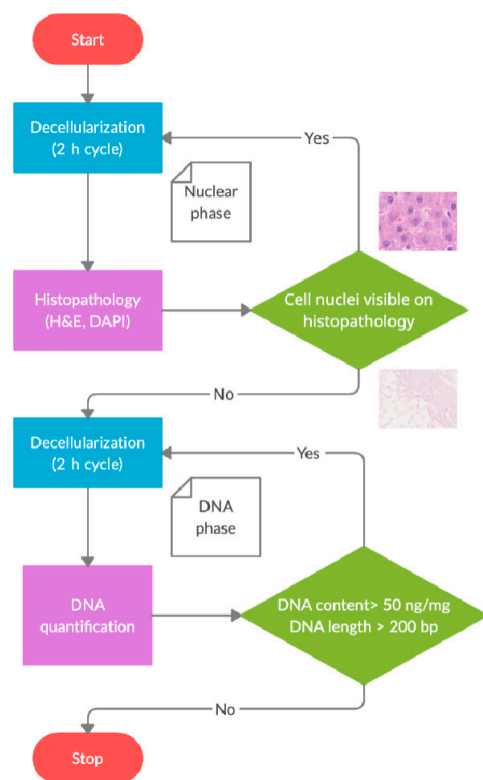 Start
Decellularization
(2 h cycle)
Yes
Nuclear
phase
Histopathology
(H&E, DAPI)
Cell nuclei visible on
histopathology
No
Decellularization
(2 h cycle)
Yes
DNA
phase
DNA
quantification
DNA content> 50 ng/mg
DNA length > 200 bp
No
Stop